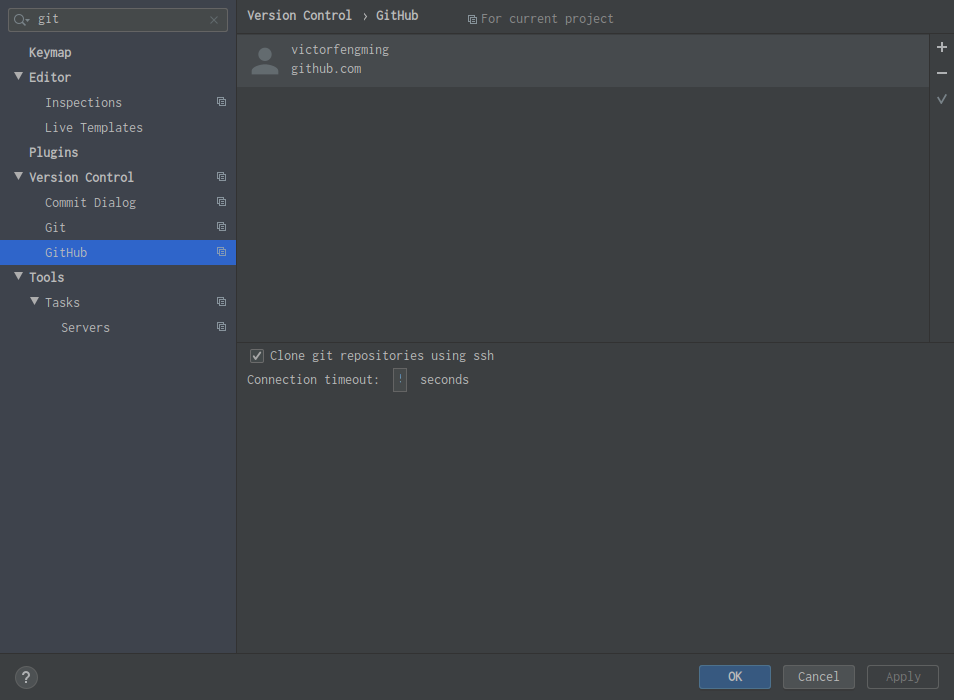 git
Keymap
Editor
Inspections
Live Templates
Plugins
Version Control
Commit Dialog
Git
GitHub
Tools
Tasks
Servers
Version Control › GitHub
For current project
victorfengming
github.com
Clone git repositories using ssh
Connection timeout: seconds
?
OK
Cancel
Apply